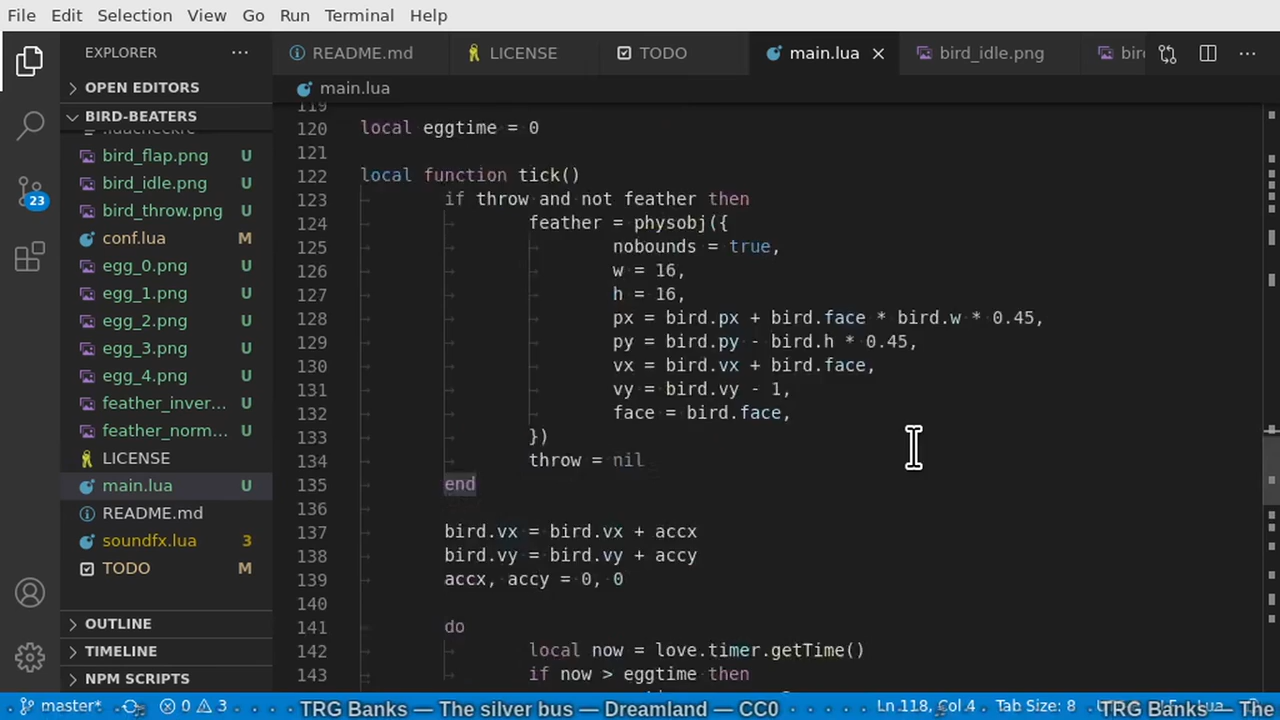 File Edit Selection View Go Run Terminal Help
EXPLORER
OPEN EDITORS
BIRD-BEATERS
.luacheckrc
bird_flap.png U
bird_idle.png U
bird_throw.png U
conf.lua M
egg_0.png U
egg_1.png U
egg_2.png U
egg_3.png U
egg_4.png U
feather_inver... U
feather_norm... U
LICENSE
main.lua U
README.md
soundfx.lua 3
TODO M
OUTLINE
TIMELINE
NPM SCRIPTS
23
README.md LICENSE TODO main.lua bird_idle.png bir
main.lua
119
120 local eggtime = 0
121
122 local function tick()
123 if throw and not feather then
124 feather = physobj({
125 nobounds = true,
126 w = 16,
127 h = 16,
128 px = bird.px + bird.face * bird.w * 0.45,
129 py = bird.py - bird.h * 0.45,
130 vx = bird.vx + bird.face,
131 vy = bird.vy - 1,
132 face = bird.face,
133 })
134 throw = nil
135 end
136
137 bird.vx = bird.vx + accx
138 bird.vy = bird.vy + accy
139 accx, accy = 0, 0
140
141 do
142 local now = love.timer.getTime()
143 if now > eggtime then
master* 0 3 Ln 118, Col 4 Tab Size: 8 Lua
TRG Banks — The silver bus — Dreamland — CC0 TRG Banks — The